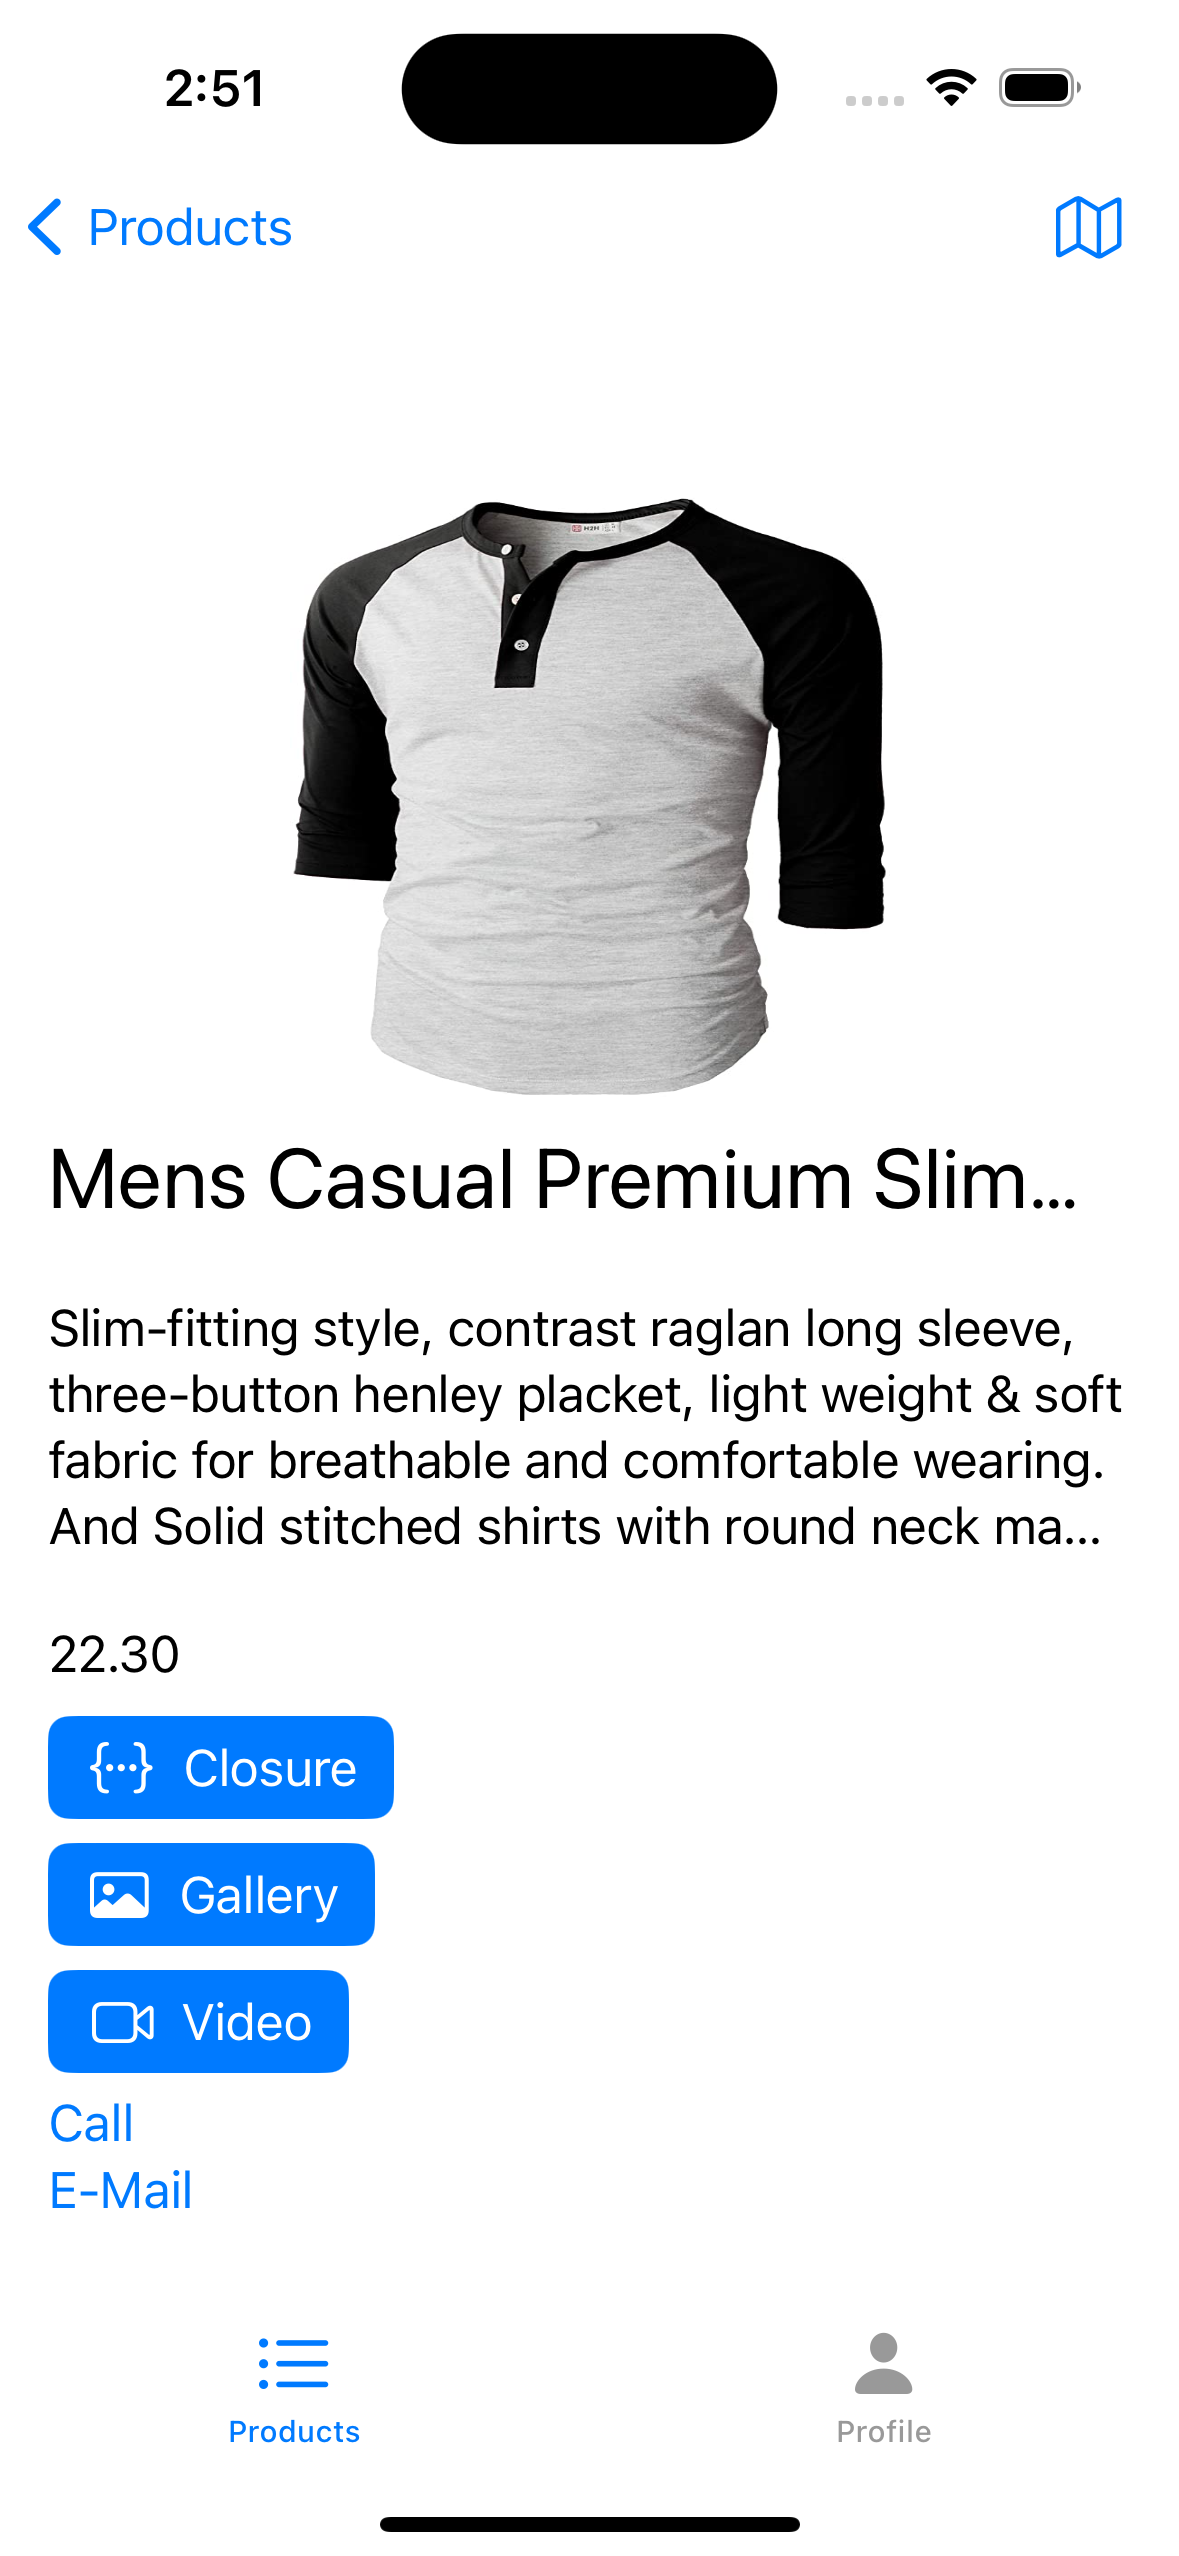 2:51
Products
H2H
Mens Casual Premium Slim...
Slim-fitting style, contrast raglan long sleeve,
three-button henley placket, light weight & soft
fabric for breathable and comfortable wearing.
And Solid stitched shirts with round neck ma...
22.30
Closure
Gallery
Video
Call
E-Mail
Products
Profile